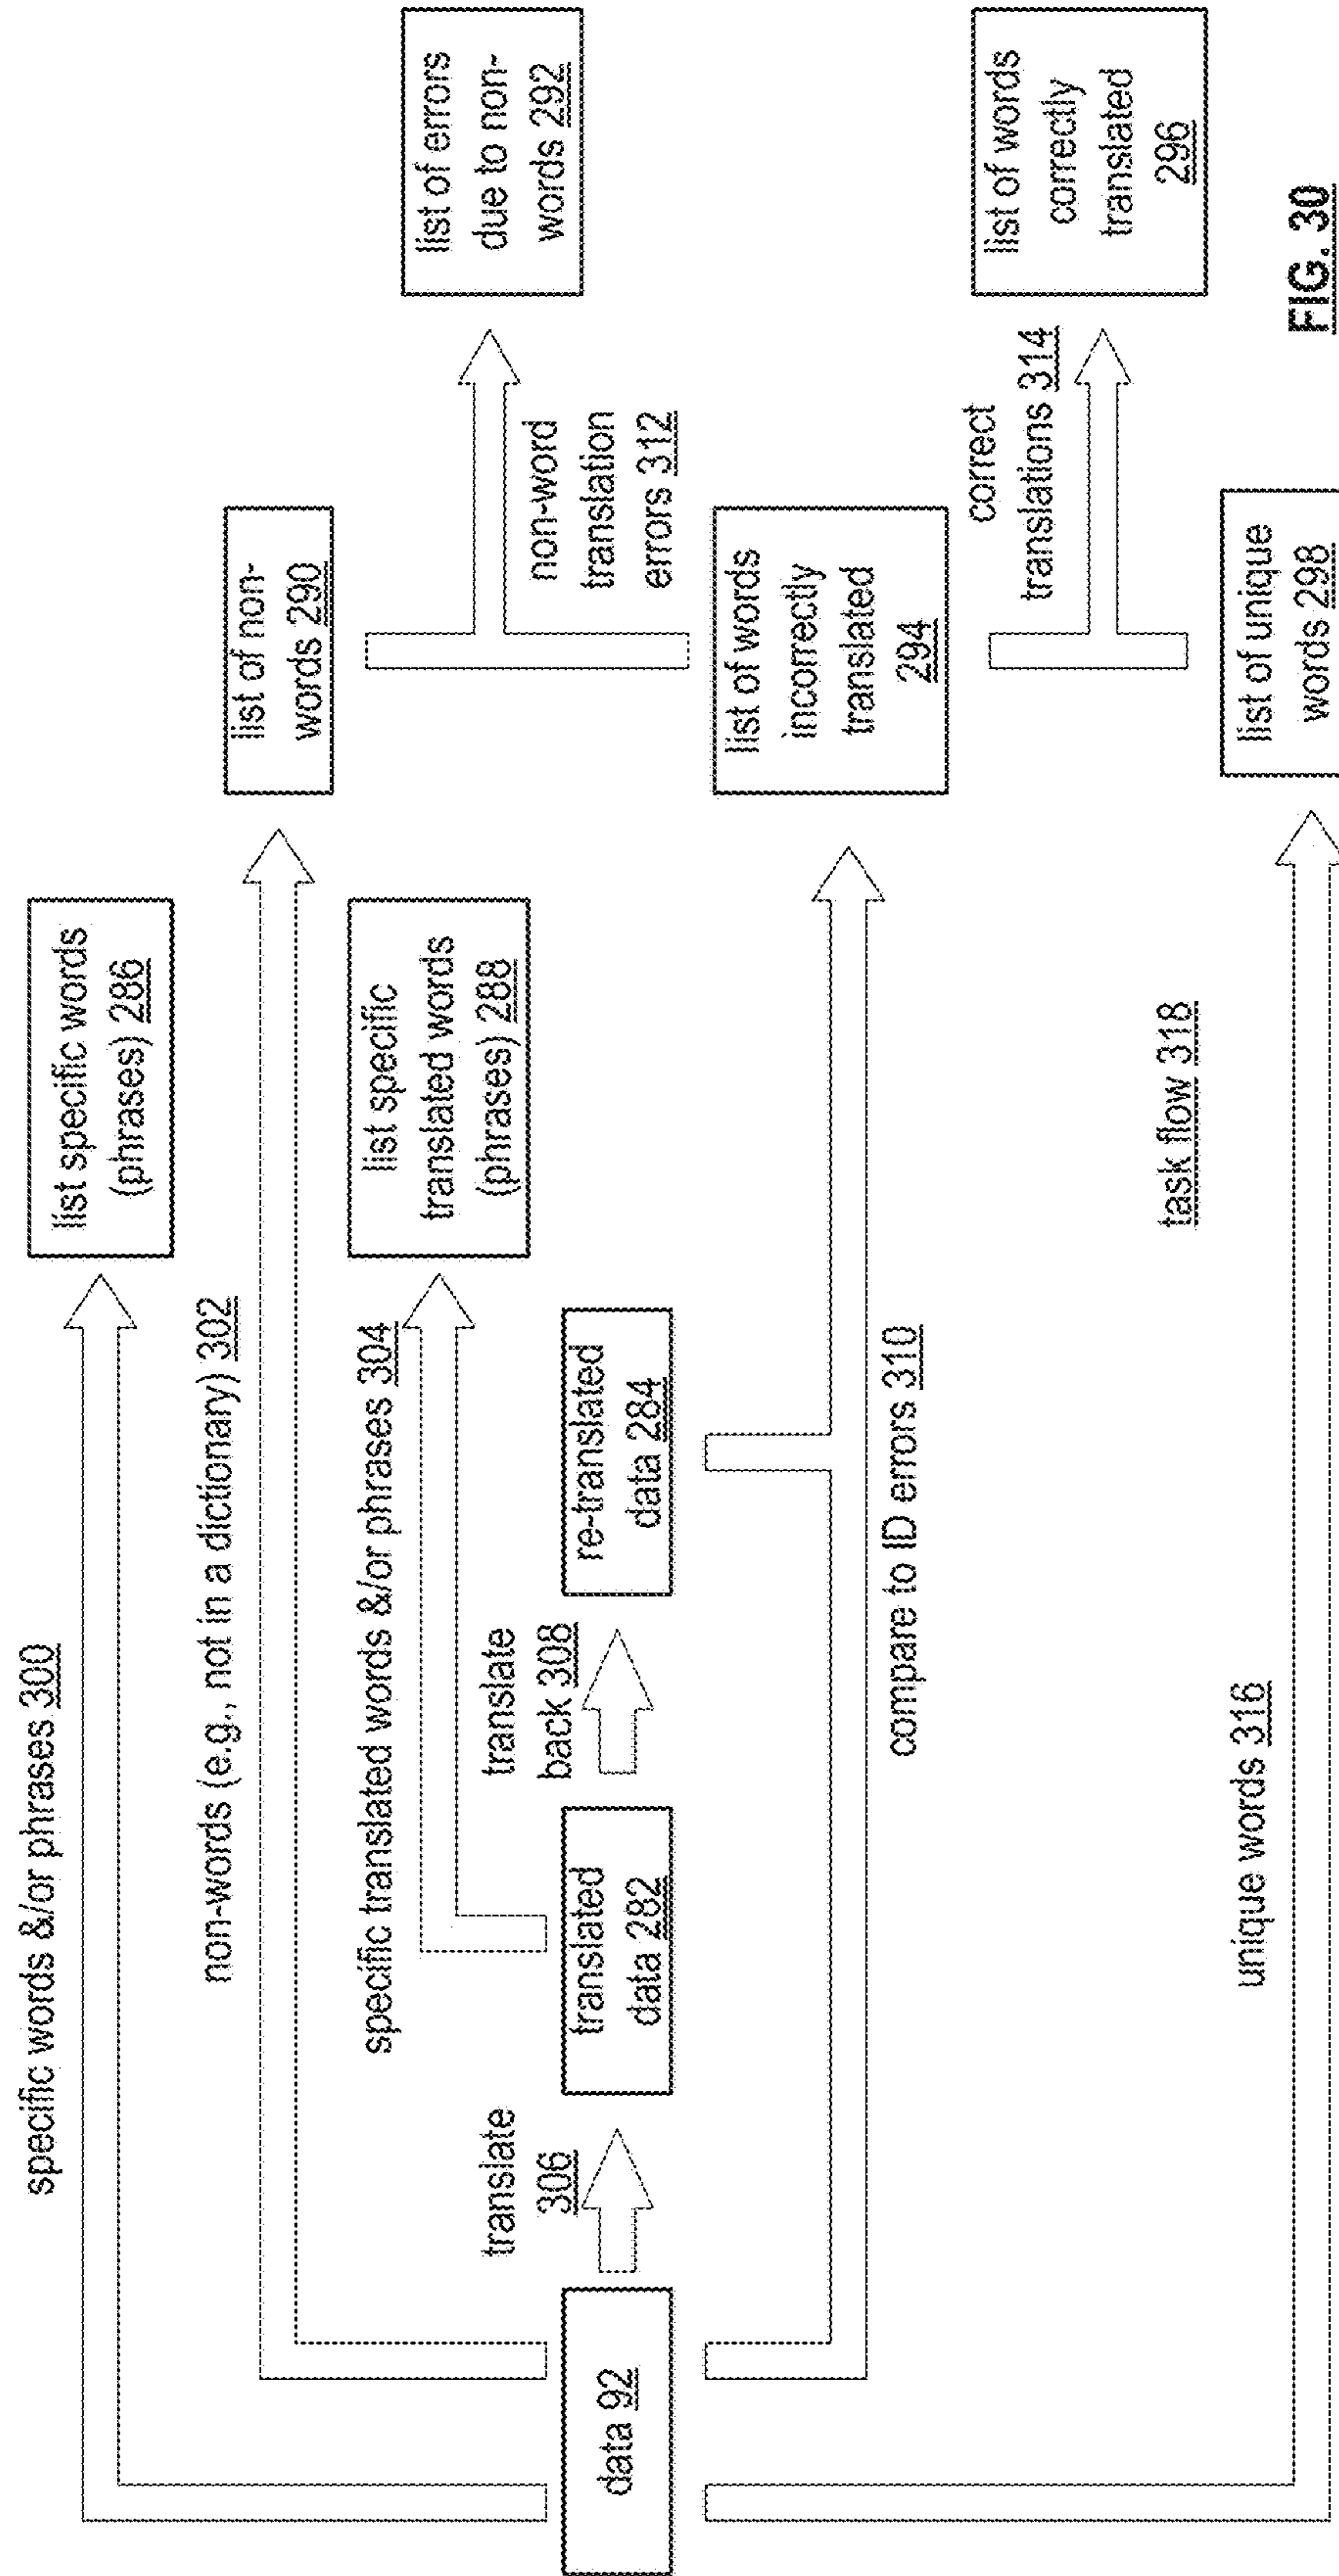 specific words &/or phrases 300
list specific words
(phrases) 286
non-words (e.g., not in a dictionary) 302
list of non-
words 290
specific translated words &/or phrases 304
list specific
translated words
(phrases) 288
list of errors
due to non-
words 292
non-word
translation
errors 312
data 92
translate
306
translated
data 282
translate
back 308
re-translated
data 284
compare to ID errors 310
list of words
incorrectly
translated
294
correct
translations 314
list of words
correctly
translated
296
task flow 318
unique words 316
list of unique
words 298
FIG. 30